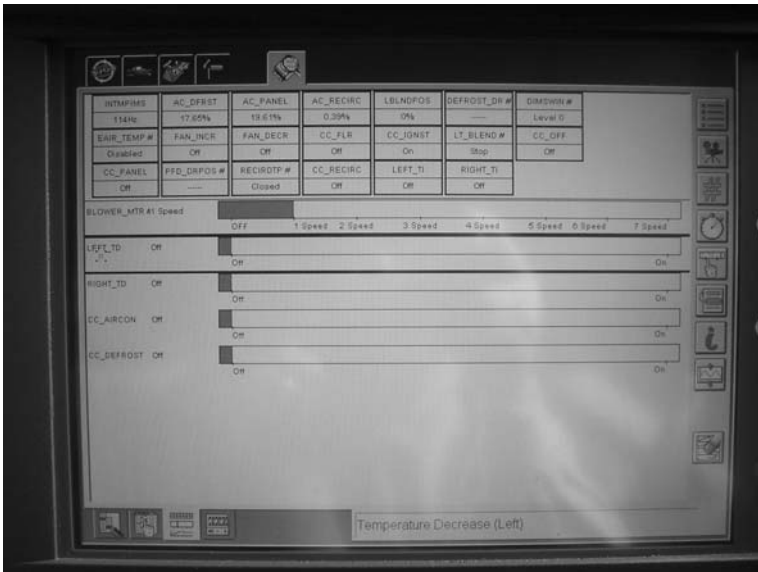 INTMFIMS AC_DFRST AC_PANEL AC_RECIRC LBLNDPOS DEFROST_DR # DIMSWIN #
114Hz 17,65% 19,61% 0,39% 0% ---- Level 0
EAIR_TEMP # FAN_INCR FAN_DECR CC_FLR CC_IGNST LT_BLEND # CC_OFF
Disabled Off Off Off On Stop Off
CC_PANEL PFD_DRPOS # RECIRDTP # CC_RECIRC LEFT_TI RIGHT_TI
Off ---- Closed Off Off Off
BLOWER_MTR #1 Speed
OFF 1 Speed 2 Speed 3 Speed 4 Speed 5 Speed 6 Speed 7 Speed
LEFT_TD Off
Off On
RIGHT_TD Off
Off On
CC_AIRCON Off
Off On
CC_DEFROST Off
Off On
Temperature Decrease (Left)